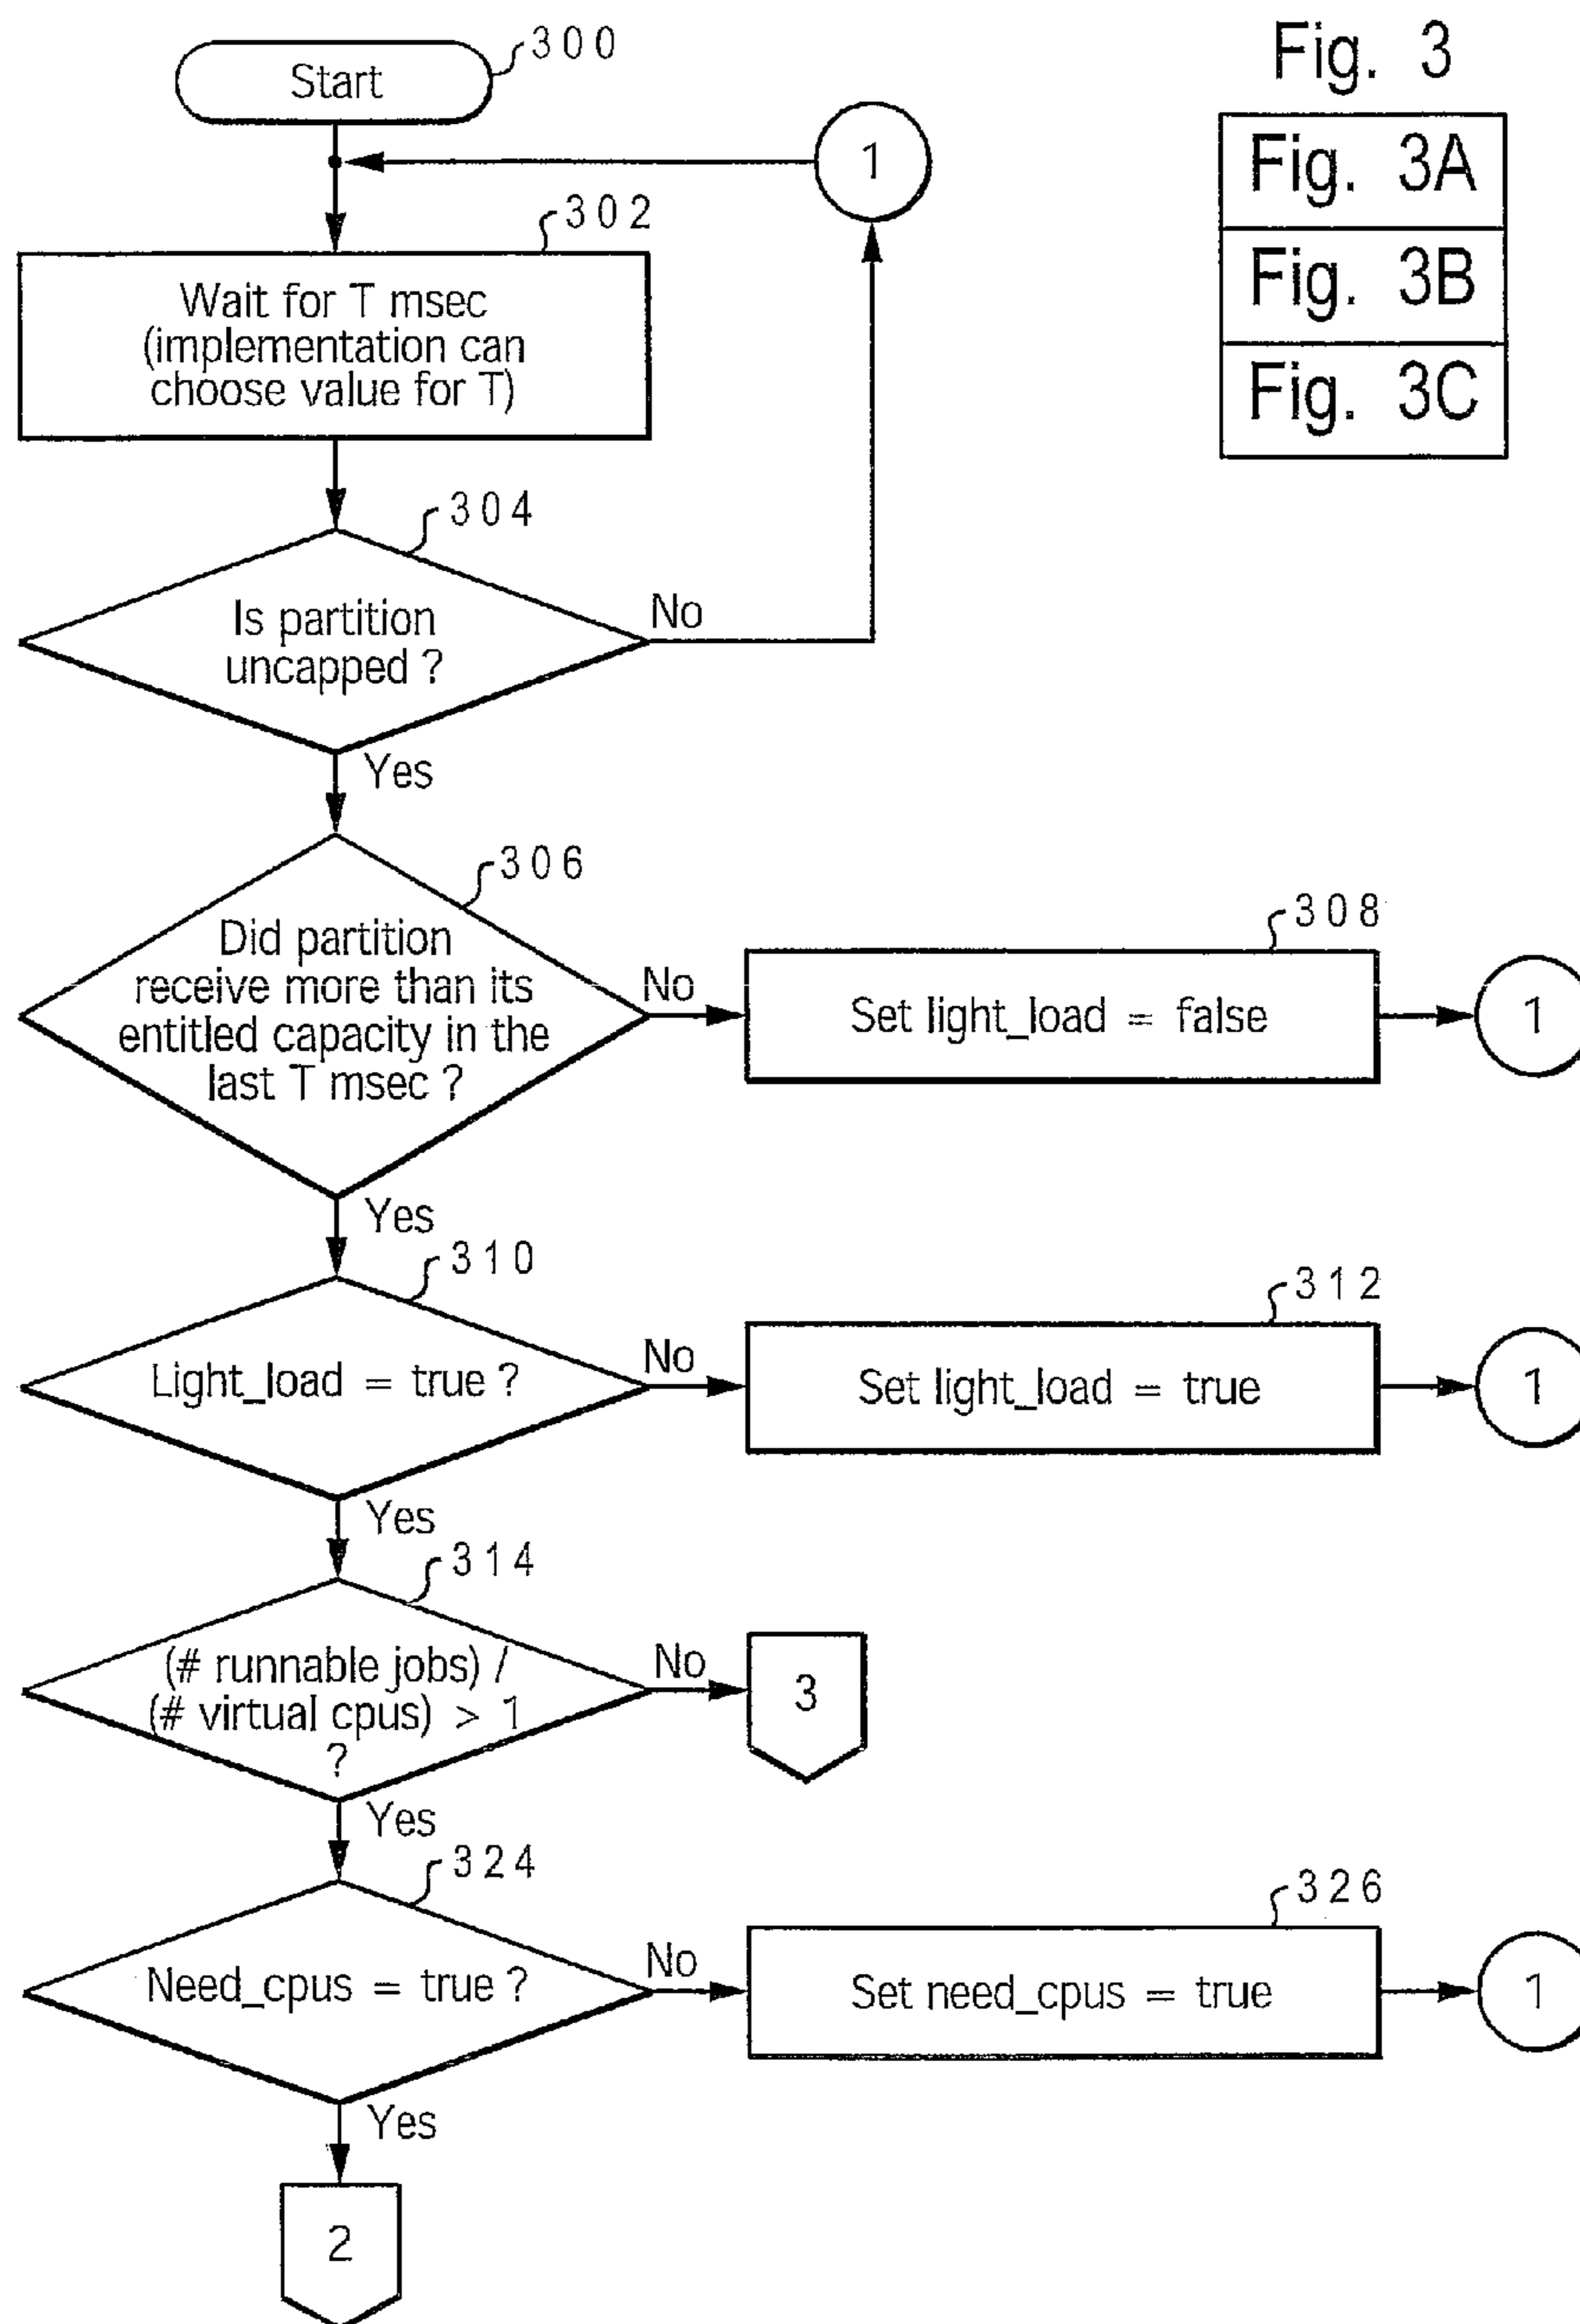 Start
300
Fig. 3
Fig. 3A
Fig. 3B
Fig. 3C
1
302
Wait for T msec
(implementation can
choose value for T)
304
Is partition
uncapped ?
No
Yes
306
Did partition
receive more than its
entitled capacity in the
last T msec ?
No
308
Set light_load = false
1
Yes
310
Light_load = true ?
No
312
Set light_load = true
1
Yes
314
(# runnable jobs) /
(# virtual cpus) > 1
?
No
3
Yes
324
Need_cpus = true ?
No
326
Set need_cpus = true
1
Yes
2